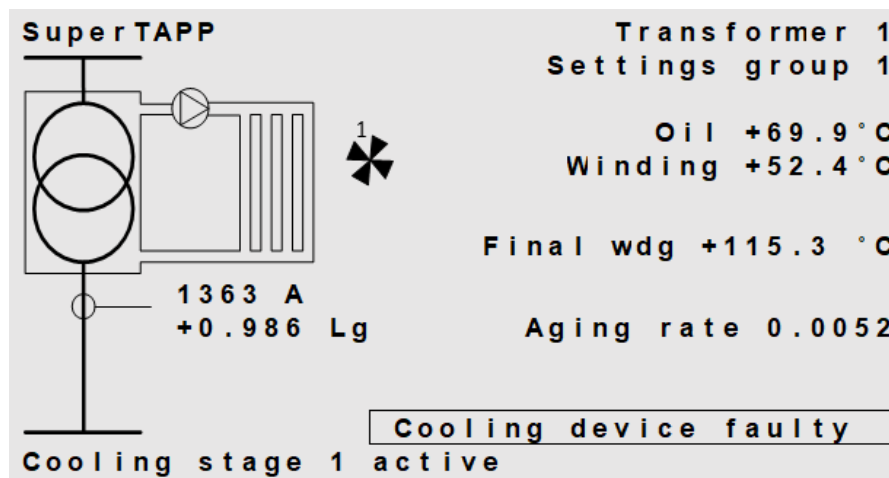 SuperTAPP
Transformer 1
Settings group 1
1
Oil +69.9°C
Winding +52.4°C
Final wdg +115.3 °C
1363 A
+0.986 Lg
Aging rate 0.0052
Cooling device faulty
Cooling stage 1 active